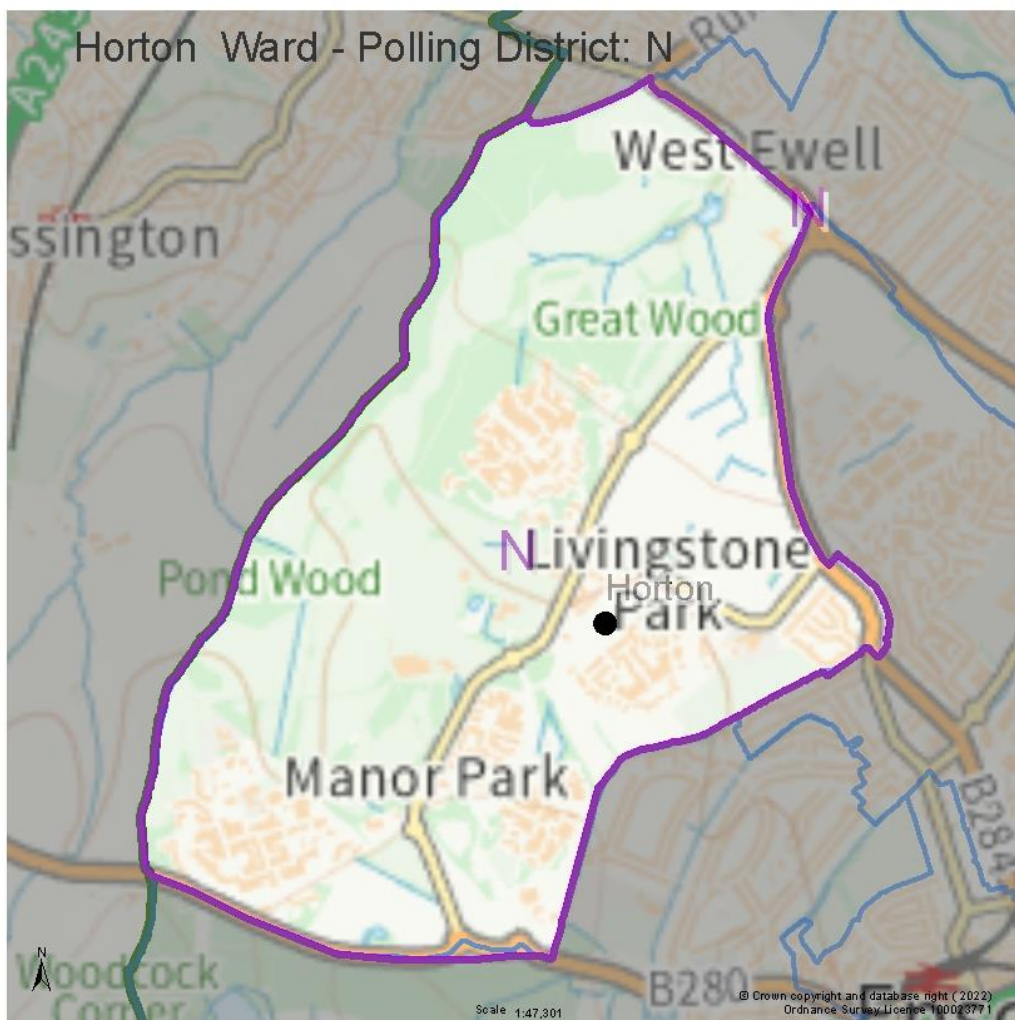 Horton Ward - Polling District: N
A24
West Ewell
N
ssington
Great Wood
N
Livingstone
Park
Horton
Pond Wood
Manor Park
B284
N
Woodcock
Corner
B280
Scale 1:47,301
© Crown copyright and database right (2022)
Ordnance Survey Licence 100023771